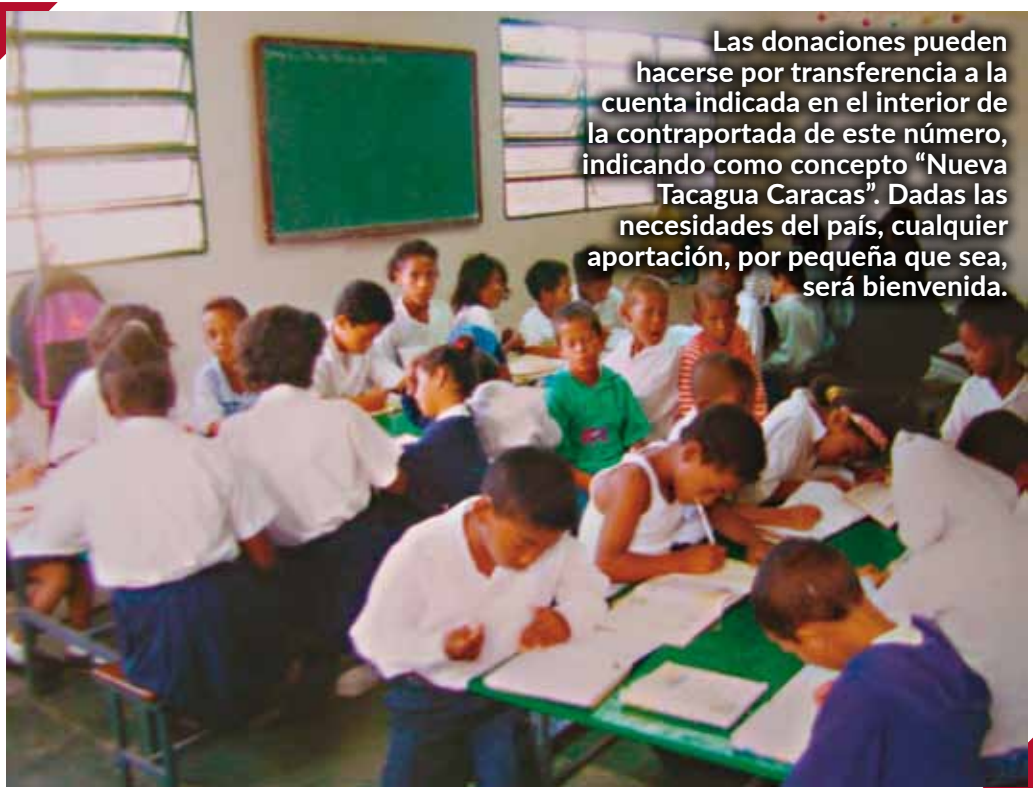 Las donaciones pueden
hacerse por transferencia a la
cuenta indicada en el interior de
la contraportada de este número,
indicando como concepto “Nueva
Tacagua Caracas”. Dadas las
necesidades del país, cualquier
aportación, por pequeña que sea,
será bienvenida.